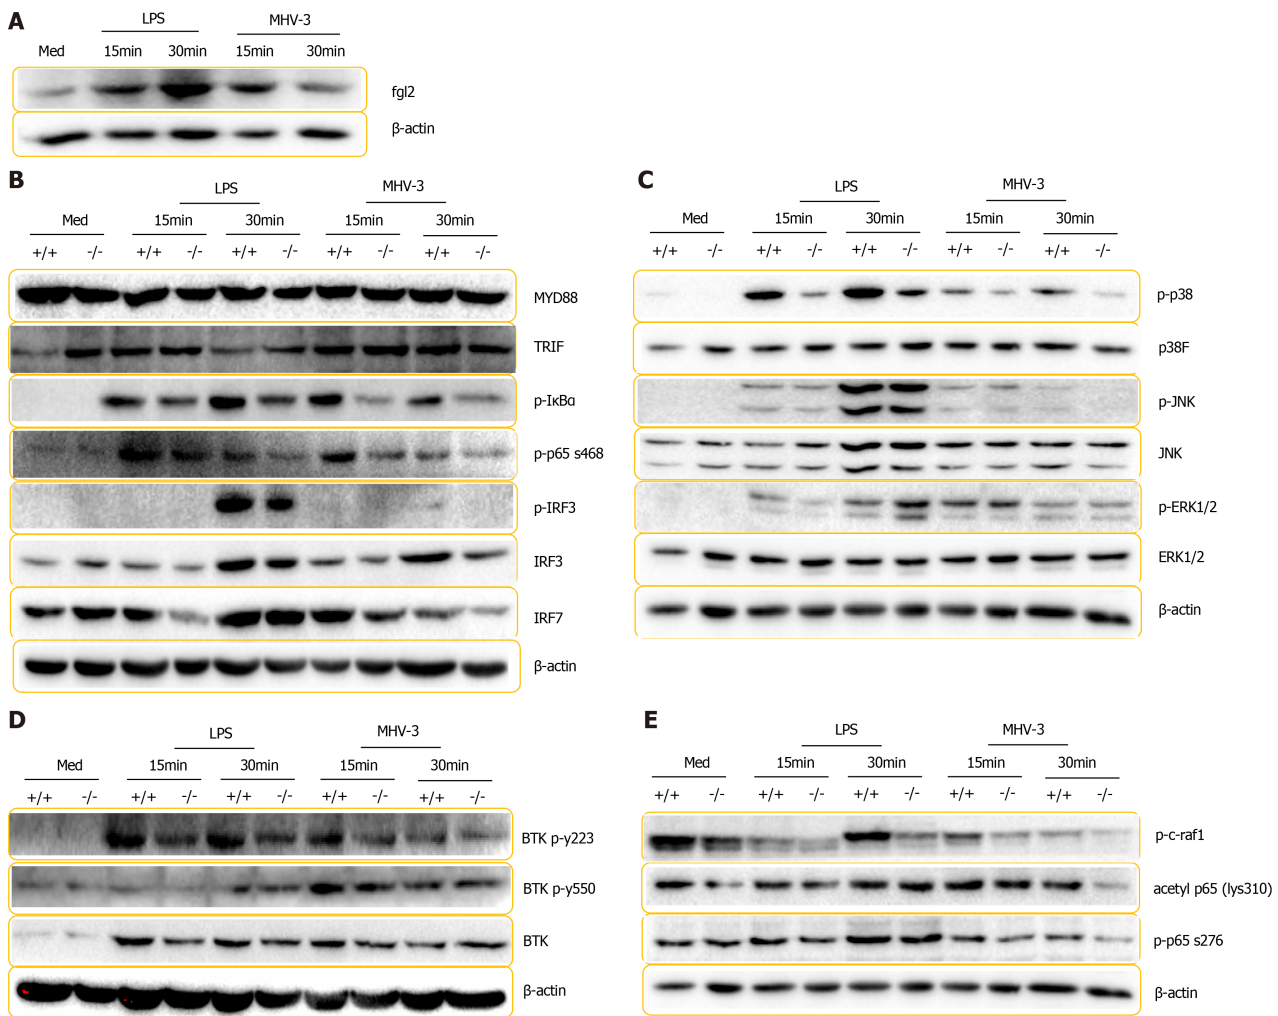 A
LPS MHV-3
Med 15min 30min 15min 30min
fgl2
β-actin
B
LPS MHV-3
Med 15min 30min 15min 30min
+/+ -/- +/+ -/- +/+ -/- +/+ -/- +/+ -/-
MYD88
TRIF
p-IκBα
p-p65 s468
p-IRF3
IRF3
IRF7
β-actin
C
LPS MHV-3
Med 15min 30min 15min 30min
+/+ -/- +/+ -/- +/+ -/- +/+ -/- +/+ -/-
p-p38
p38F
p-JNK
JNK
p-ERK1/2
ERK1/2
β-actin
D
LPS MHV-3
Med 15min 30min 15min 30min
+/+ -/- +/+ -/- +/+ -/- +/+ -/- +/+ -/-
BTK p-y223
BTK p-y550
BTK
β-actin
E
LPS MHV-3
Med 15min 30min 15min 30min
+/+ -/- +/+ -/- +/+ -/- +/+ -/- +/+ -/-
p-c-raf1
acetyl p65 (lys310)
p-p65 s276
β-actin